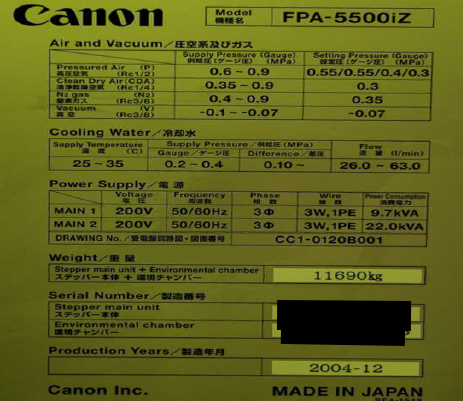 Canon
Model 機種名 FPA-5500iZ
Air and Vacuum/圧空系及びガス
Supply Pressure (Gauge) 供給圧(ゲージ圧) (MPa) Setting Pressure (Gauge) 設定圧(ゲージ圧) (MPa)
Pressured Air (P) 高圧空気 (Rc1/2) 0.6 ~ 0.9 0.55/0.55/0.4/0.3
Clean Dry Air(CDA) 清浄乾燥空気 (Rc1/4) 0.35 ~ 0.9 0.3
N2 gas (N2) 窒素ガス (Rc3/8) 0.4 ~ 0.9 0.35
Vacuum (V) 真空 (Rc3/8) -0.1 ~ -0.07 -0.07
Cooling Water/冷却水
Supply Temperature 温度 (℃) Supply Pressure/供給圧(MPa) Flow 流量 (l/min)
Gauge/ゲージ圧 Difference/差圧
25 ~ 35 0.2 ~ 0.4 0.10 ~ 26.0 ~ 63.0
Power Supply/電源
Voltage 電圧 Frequency 周波数 Phase 相数 Wire 線数 Power Consumption 消費電力
MAIN 1 200V 50/60Hz 3Φ 3W,1PE 9.7kVA
MAIN 2 200V 50/60Hz 3Φ 3W,1PE 22.0kVA
DRAWING No./受電盤回路図・図面番号 CC1-0120B001
Weight/重量
Stepper main unit + Environmental chamber ステッパー本体 + 環境チャンバー 11690kg
Serial Number/製造番号
Stepper main unit ステッパー本体
Environmental chamber 環境チャンバー
Production Years/製造年月
2004-12
Canon Inc. MADE IN JAPAN